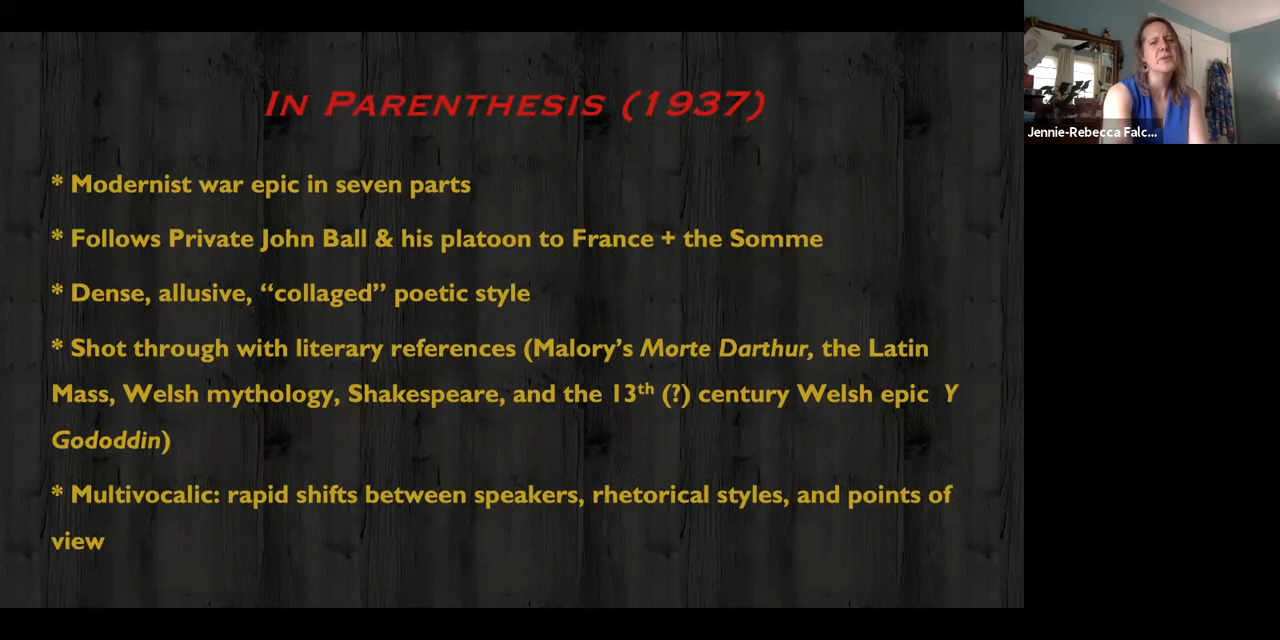 In Parenthesis (1937)
* Modernist war epic in seven parts
* Follows Private John Ball & his platoon to France + the Somme
* Dense, allusive, “collaged” poetic style
* Shot through with literary references (Malory’s Morte Darthur, the Latin
Mass, Welsh mythology, Shakespeare, and the 13th (?) century Welsh epic Y
Gododdin)
* Multivocalic: rapid shifts between speakers, rhetorical styles, and points of
view
Jennie-Rebecca Falc...